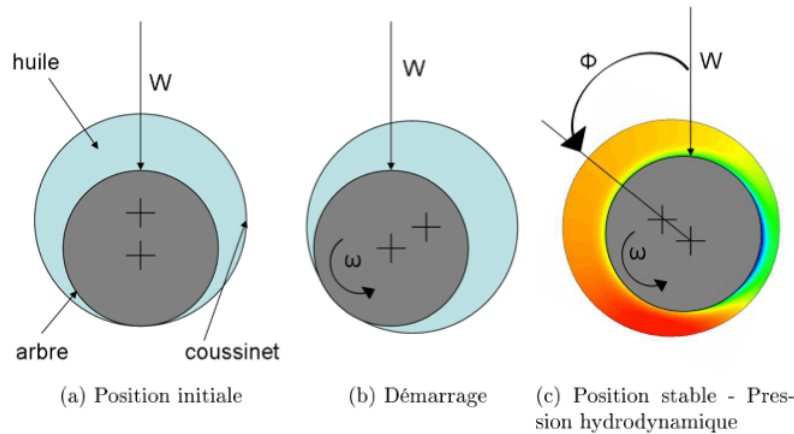 huile
W
arbre
coussinet
(a) Position initiale
W
ω
(b) Démarrage
Φ
W
ω
(c) Position stable - Pres-
sion hydrodynamique